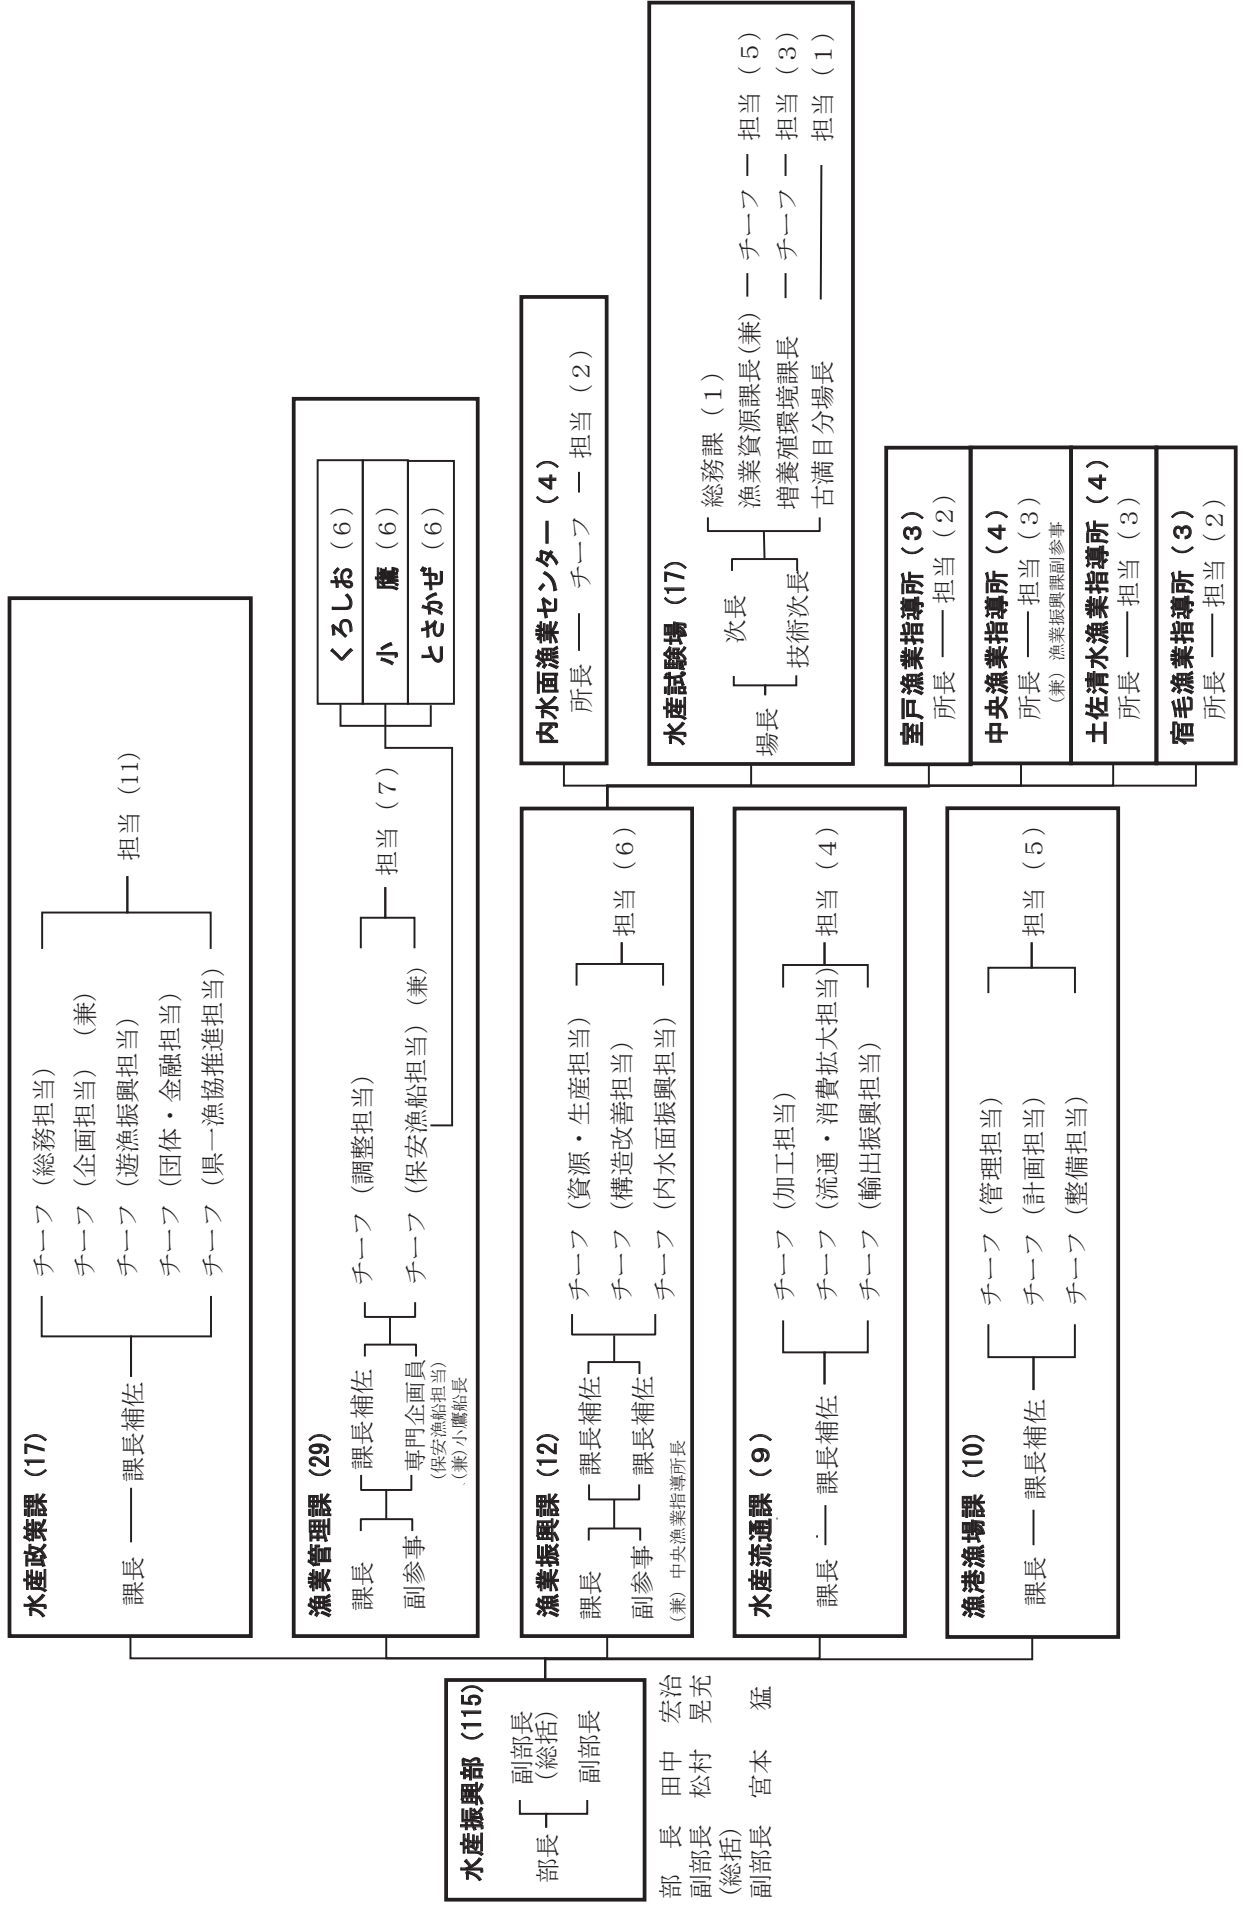 水産振興部（115）
部長
副部長
（総括）
副部長
部　長　田中　宏治
副部長　松村　晃充
（総括）
副部長　宮本　猛
水産政策課（17）
課長
課長補佐
チーフ（総務担当）
チーフ（企画担当）（兼）
チーフ（遊漁振興担当）
チーフ（団体・金融担当）
チーフ（県一漁協推進担当）
担当（11）
漁業管理課（29）
課長
副参事
課長補佐
専門企画員
（保安漁船担当）
（兼）小鷹船長
チーフ（調整担当）
チーフ（保安漁船担当）（兼）
担当（７）
くろしお（６）
小　鷹（６）
とさかぜ（６）
漁業振興課（12）
課長
副参事
（兼）中央漁業指導所長
課長補佐
課長補佐
チーフ（資源・生産担当）
チーフ（構造改善担当）
チーフ（内水面振興担当）
担当（６）
水産流通課（９）
課長
課長補佐
チーフ（加工担当）
チーフ（流通・消費拡大担当）
チーフ（輸出振興担当）
担当（４）
漁港漁場課（10）
課長
課長補佐
チーフ（管理担当）
チーフ（計画担当）
チーフ（整備担当）
担当（５）
内水面漁業センター（４）
所長　チーフ　担当（２）
水産試験場（17）
場長
次長
技術次長
総務課（１）
漁業資源課長（兼）　チーフ　担当（５）
増養殖環境課長　チーフ　担当（３）
古満目分場長　担当（１）
室戸漁業指導所（３）
所長　担当（２）
中央漁業指導所（４）
所長　担当（３）
（兼）漁業振興課副参事
土佐清水漁業指導所（４）
所長　担当（３）
宿毛漁業指導所（３）
所長　担当（２）